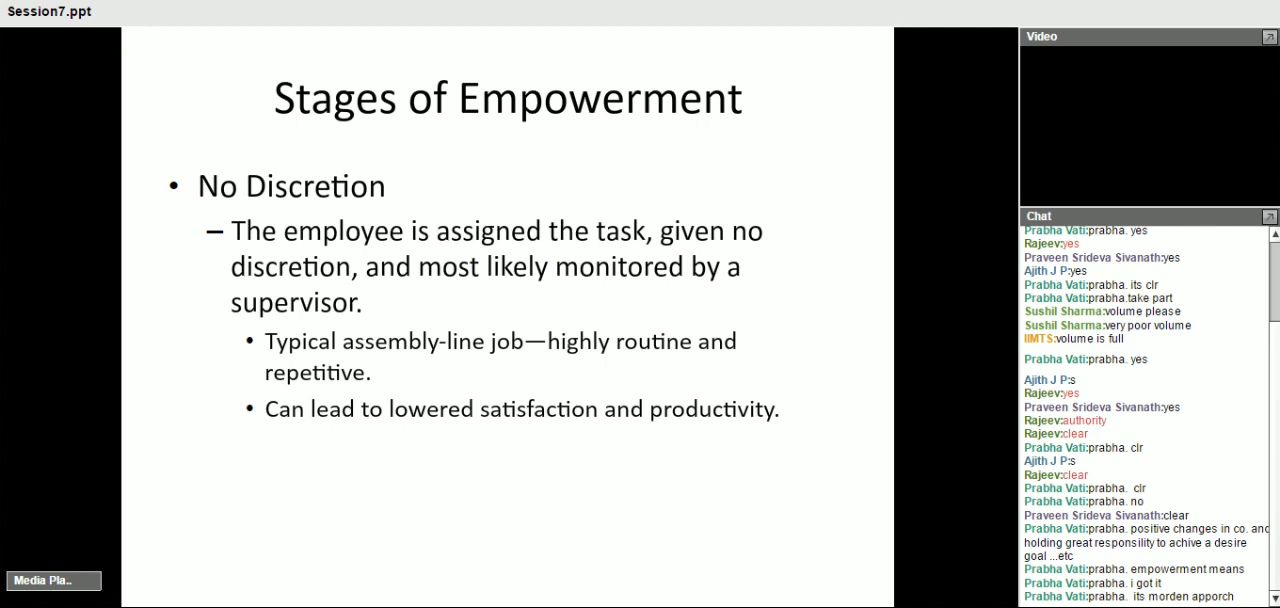 Session7.ppt
Stages of Empowerment
• No Discretion
– The employee is assigned the task, given no
discretion, and most likely monitored by a
supervisor.
• Typical assembly-line job—highly routine and
repetitive.
• Can lead to lowered satisfaction and productivity.
Media Pla..
Video
Chat
Prabha Vati:prabha. yes
Rajeev:yes
Praveen Srideva Sivanath:yes
Ajith J P:yes
Prabha Vati:prabha. its clr
Prabha Vati:prabha.take part
Sushil Sharma:volume please
Sushil Sharma:very poor volume
IIMTS:volume is full
Prabha Vati:prabha. yes
Ajith J P:s
Rajeev:yes
Praveen Srideva Sivanath:yes
Rajeev:authority
Rajeev:clear
Prabha Vati:prabha. clr
Ajith J P:s
Rajeev:clear
Prabha Vati:prabha. clr
Prabha Vati:prabha. no
Praveen Srideva Sivanath:clear
Prabha Vati:prabha. positive changes in co. and
holding great responsility to achive a desire
goal ...etc
Prabha Vati:prabha. empowerment means
Prabha Vati:prabha. i got it
Prabha Vati:prabha. its morden apporch